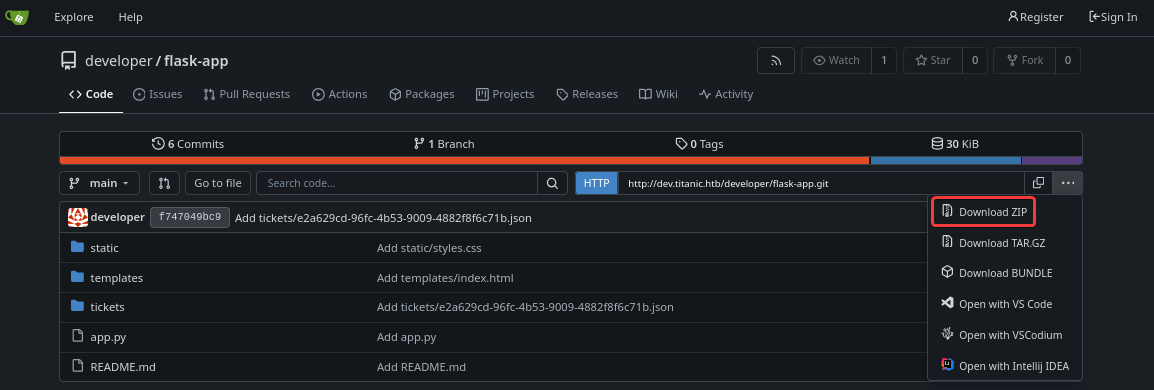 Explore Help Register Sign In
developer / flask-app Watch 1 Star 0 Fork 0
Code Issues Pull Requests Actions Packages Projects Releases Wiki Activity
6 Commits 1 Branch 0 Tags 30 KiB
main Go to file Search code... HTTP http://dev.titanic.htb/developer/flask-app.git
developer f747049bc9 Add tickets/e2a629cd-96fc-4b53-9009-4882f8f6c71b.json
static Add static/styles.css
templates Add templates/index.html
tickets Add tickets/e2a629cd-96fc-4b53-9009-4882f8f6c71b.json
app.py Add app.py
README.md Add README.md
Download ZIP
Download TAR.GZ
Download BUNDLE
Open with VS Code
Open with VSCodium
Open with Intellij IDEA